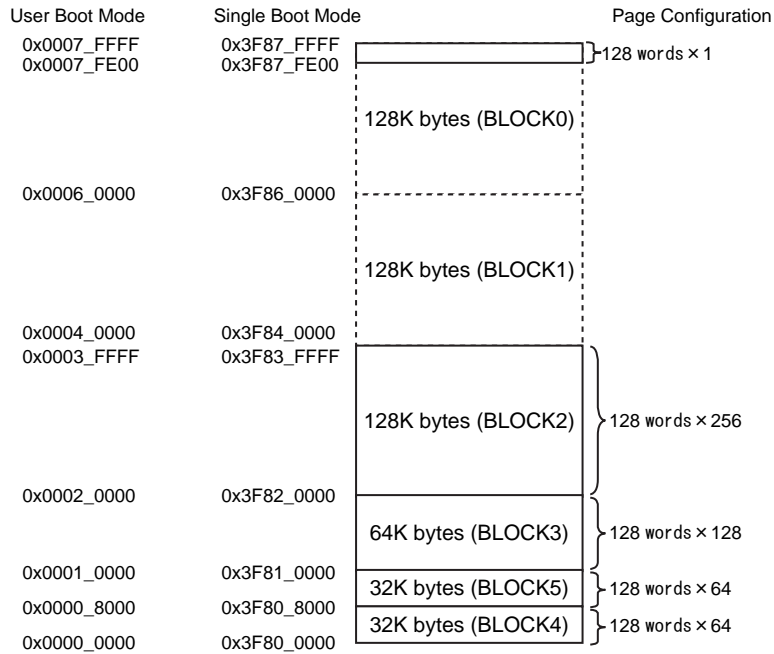 User Boot Mode Single Boot Mode Page Configuration
0x0007_FFFF 0x3F87_FFFF
0x0007_FE00 0x3F87_FE00
128 words×1
128K bytes (BLOCK0)
0x0006_0000 0x3F86_0000
128K bytes (BLOCK1)
0x0004_0000 0x3F84_0000
0x0003_FFFF 0x3F83_FFFF
128K bytes (BLOCK2) 128 words×256
0x0002_0000 0x3F82_0000
64K bytes (BLOCK3) 128 words×128
0x0001_0000 0x3F81_0000
32K bytes (BLOCK5) 128 words×64
0x0000_8000 0x3F80_8000
32K bytes (BLOCK4) 128 words×64
0x0000_0000 0x3F80_0000